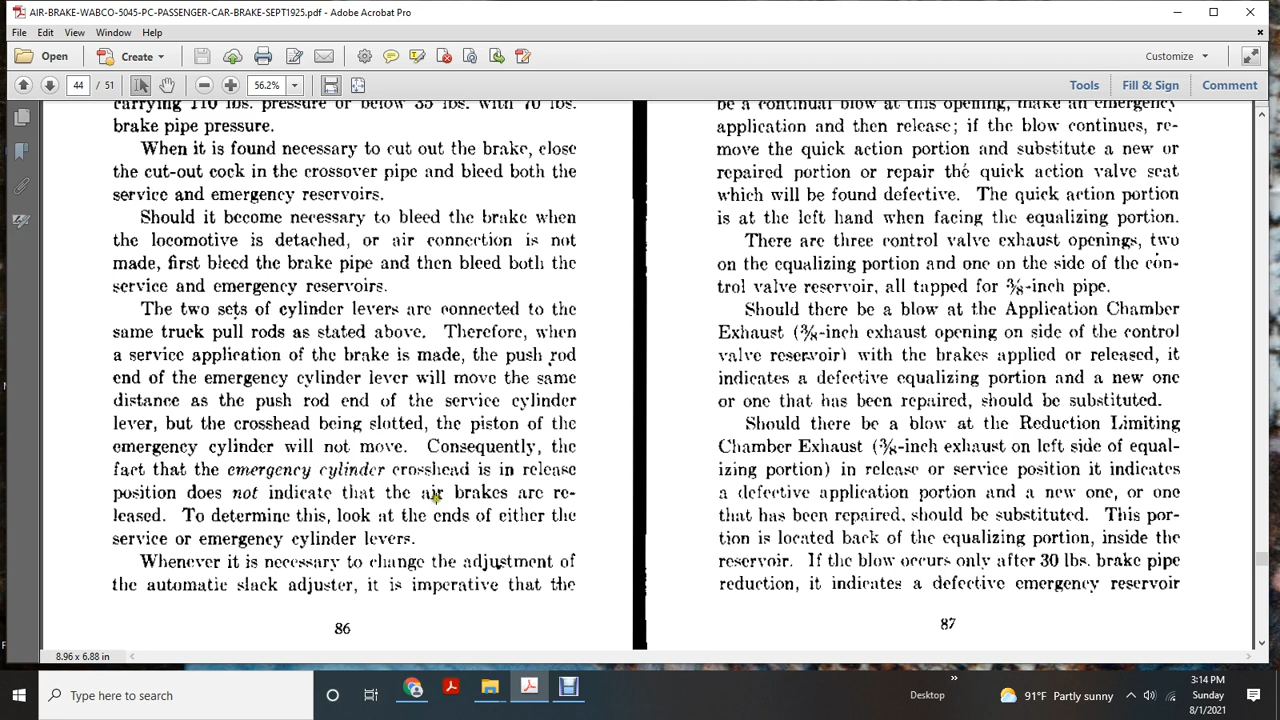 AIR-BRAKE-WABCO-5045-PC-PASSENGER-CAR-BRAKE-SEPT1925.pdf - Adobe Acrobat Pro
File Edit View Window Help
Open Create Customize
44 / 51 56.2% Tools Fill & Sign Comment
carrying 110 lbs. pressure or below 35 lbs. with 70 lbs.
brake pipe pressure.
When it is found necessary to cut out the brake, close
the cut-out cock in the crossover pipe and bleed both the
service and emergency reservoirs.
Should it become necessary to bleed the brake when
the locomotive is detached, or air connection is not
made, first bleed the brake pipe and then bleed both the
service and emergency reservoirs.
The two sets of cylinder levers are connected to the
same truck pull rods as stated above. Therefore, when
a service application of the brake is made, the push rod
end of the emergency cylinder lever will move the same
distance as the push rod end of the service cylinder
lever, but the crosshead being slotted, the piston of the
emergency cylinder will not move. Consequently, the
fact that the emergency cylinder crosshead is in release
position does not indicate that the air brakes are re-
leased. To determine this, look at the ends of either the
service or emergency cylinder levers.
Whenever it is necessary to change the adjustment of
the automatic slack adjuster, it is imperative that the
86
be a continual blow at this opening, make an emergency
application and then release; if the blow continues, re-
move the quick action portion and substitute a new or
repaired portion or repair the quick action valve seat
which will be found defective. The quick action portion
is at the left hand when facing the equalizing portion.
There are three control valve exhaust openings, two
on the equalizing portion and one on the side of the con-
trol valve reservoir, all tapped for 3/8-inch pipe.
Should there be a blow at the Application Chamber
Exhaust (3/8-inch exhaust opening on side of the control
valve reservoir) with the brakes applied or released, it
indicates a defective equalizing portion and a new one
or one that has been repaired, should be substituted.
Should there be a blow at the Reduction Limiting
Chamber Exhaust (3/8-inch exhaust on left side of equal-
izing portion) in release or service position it indicates
a defective application portion and a new one, or one
that has been repaired, should be substituted. This por-
tion is located back of the equalizing portion, inside the
reservoir. If the blow occurs only after 30 lbs. brake pipe
reduction, it indicates a defective emergency reservoir
87
8.96 x 6.88 in
Type here to search
Desktop
91°F Partly sunny
3:14 PM
Sunday
8/1/2021